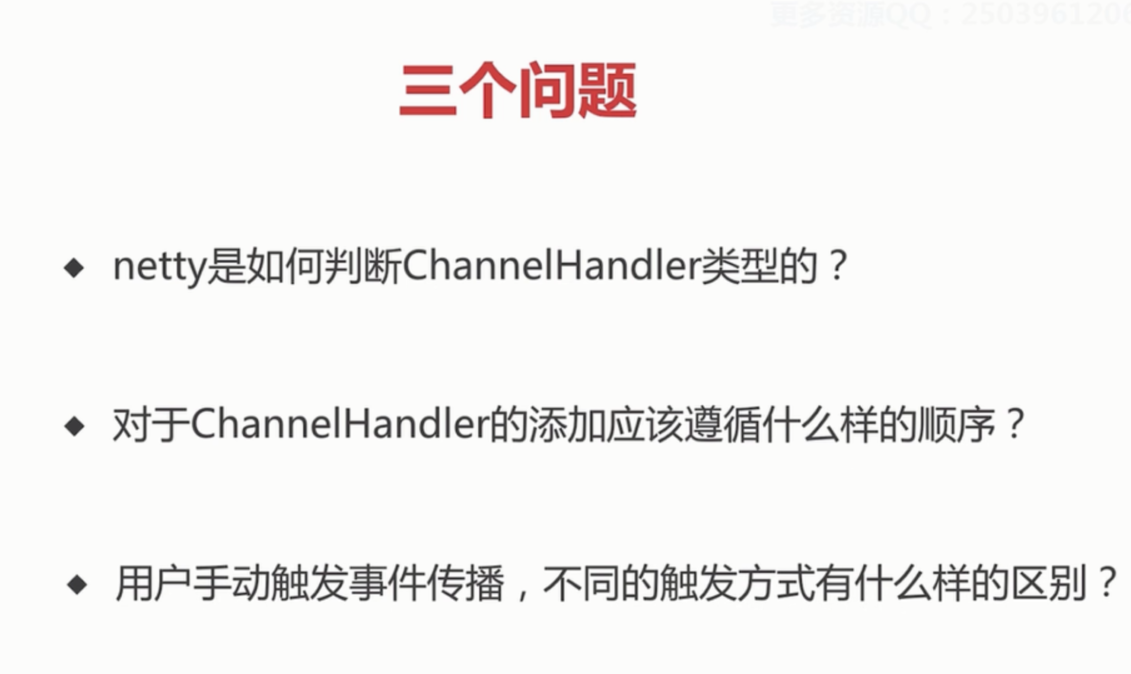 更多资源QQ：2503961206
三个问题
◆ netty是如何判断ChannelHandler类型的？
◆ 对于ChannelHandler的添加应该遵循什么样的顺序？
◆ 用户手动触发事件传播，不同的触发方式有什么样的区别？